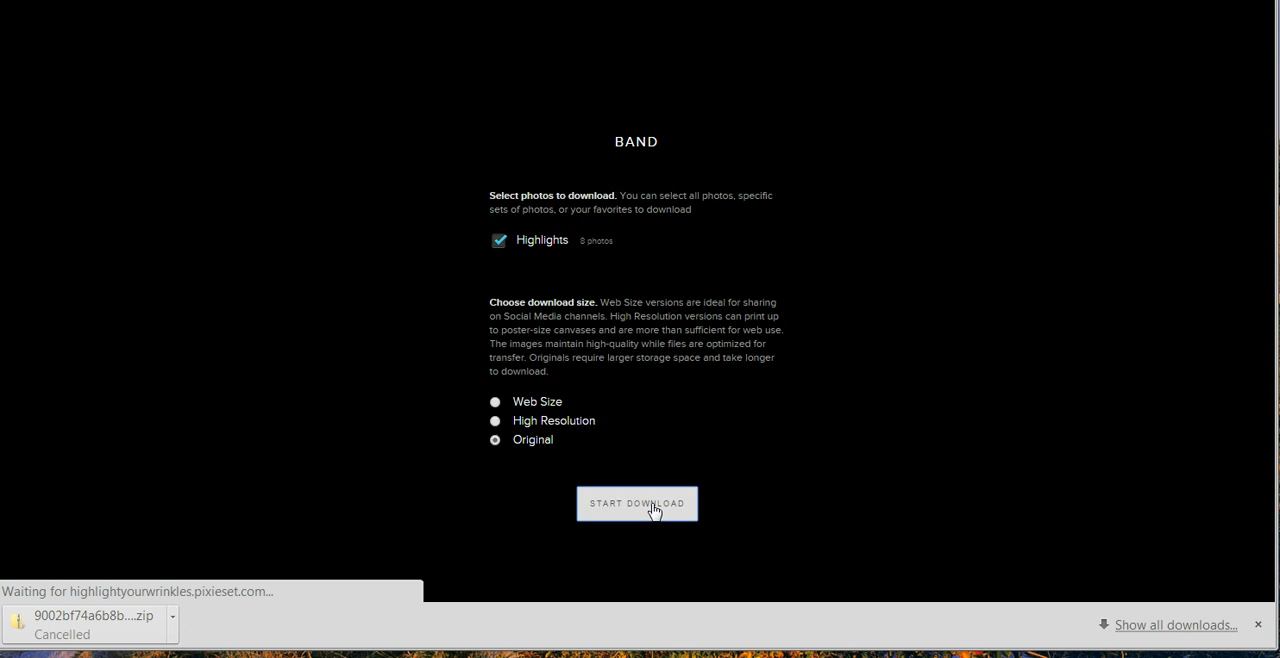 BAND
Select photos to download. You can select all photos, specific
sets of photos, or your favorites to download
Highlights 8 photos
Choose download size. Web Size versions are ideal for sharing
on Social Media channels. High Resolution versions can print up
to poster-size canvases and are more than sufficient for web use.
The images maintain high-quality while files are optimized for
transfer. Originals require larger storage space and take longer
to download.
Web Size
High Resolution
Original
START DOWNLOAD
Waiting for highlightyourwrinkles.pixieset.com...
9002bf74a6b8b....zip
Cancelled
Show all downloads...